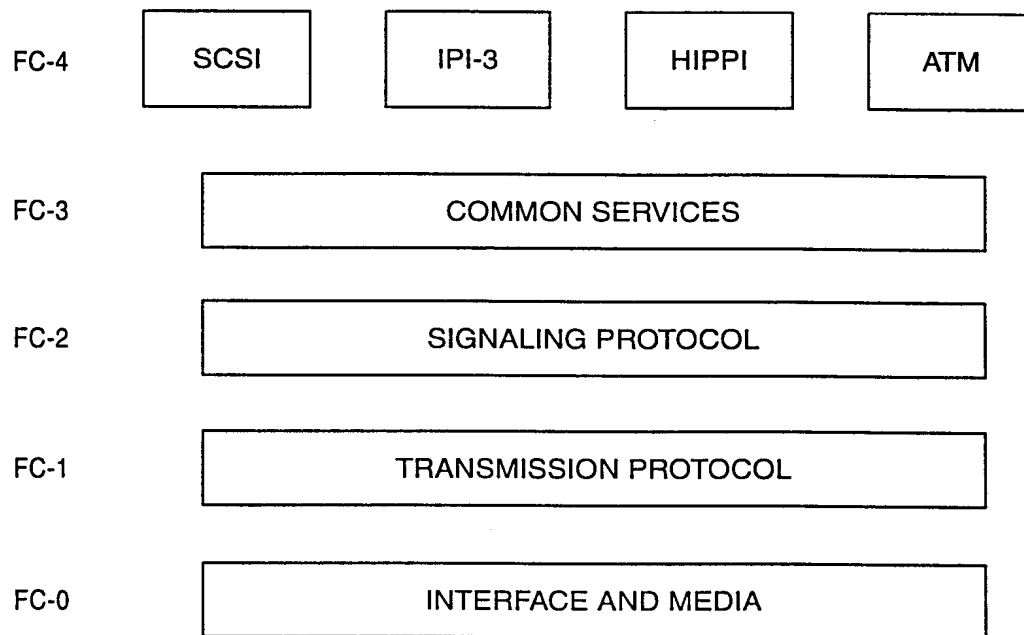 FC-4 SCSI IPI-3 HIPPI ATM
FC-3 COMMON SERVICES
FC-2 SIGNALING PROTOCOL
FC-1 TRANSMISSION PROTOCOL
FC-0 INTERFACE AND MEDIA